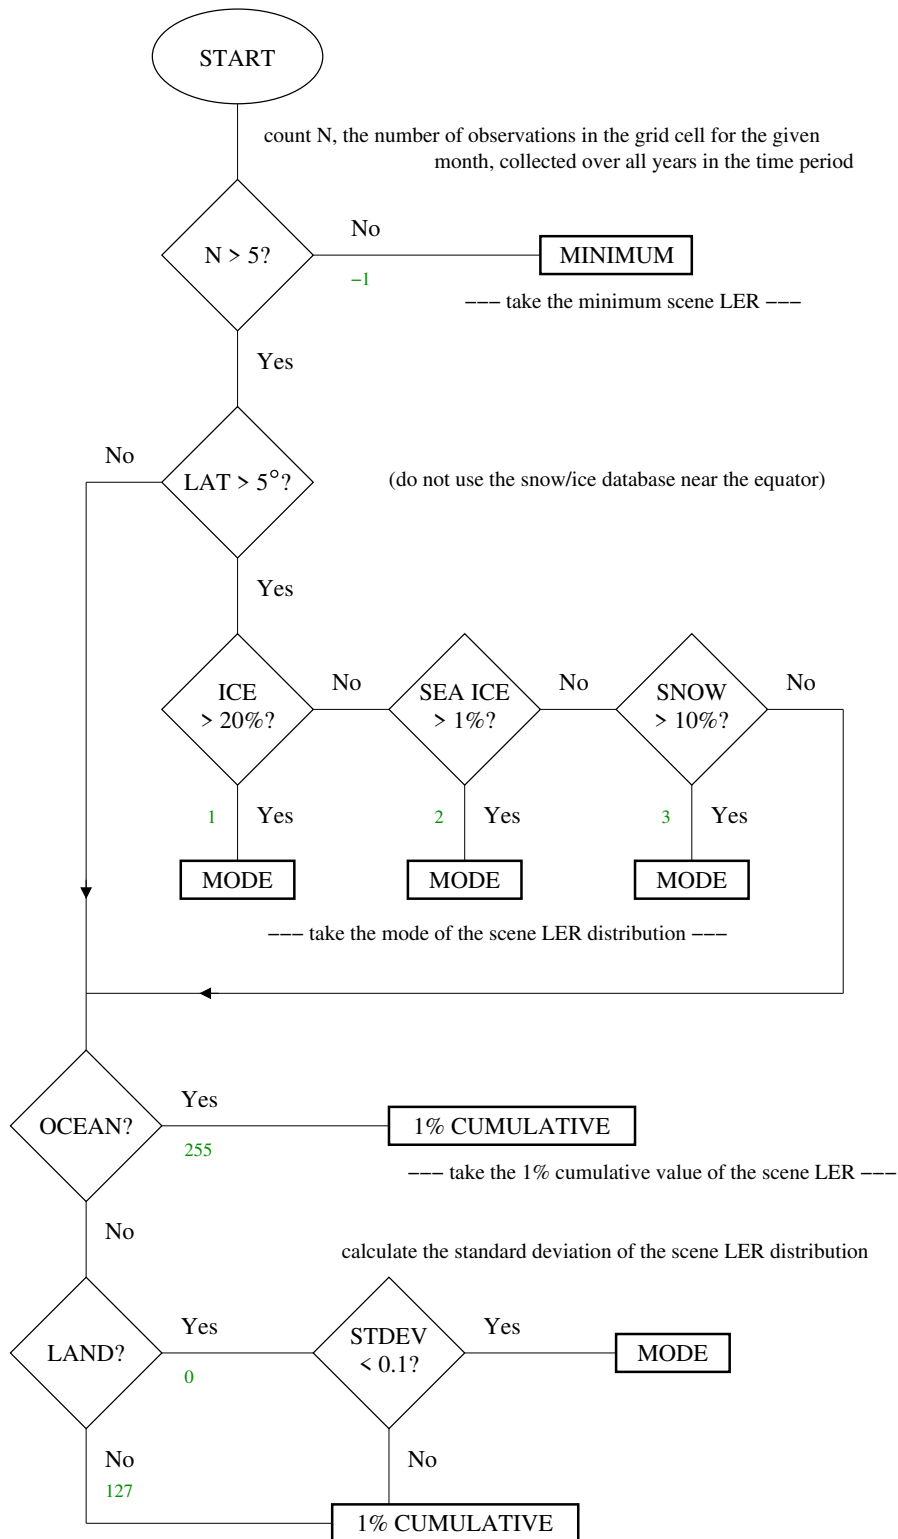 START
count N, the number of observations in the grid cell for the given
month, collected over all years in the time period
No
N > 5?
MINIMUM
−1
−−− take the minimum scene LER −−−
Yes
No
LAT > 5°?
(do not use the snow/ice database near the equator)
Yes
No
No
No
ICE
> 20%?
SEA ICE
> 1%?
SNOW
> 10%?
1
Yes
2
Yes
3
Yes
MODE
MODE
MODE
−−− take the mode of the scene LER distribution −−−
Yes
OCEAN?
1% CUMULATIVE
255
−−− take the 1% cumulative value of the scene LER −−−
No
calculate the standard deviation of the scene LER distribution
Yes
Yes
LAND?
STDEV
< 0.1?
MODE
0
No
No
127
1% CUMULATIVE